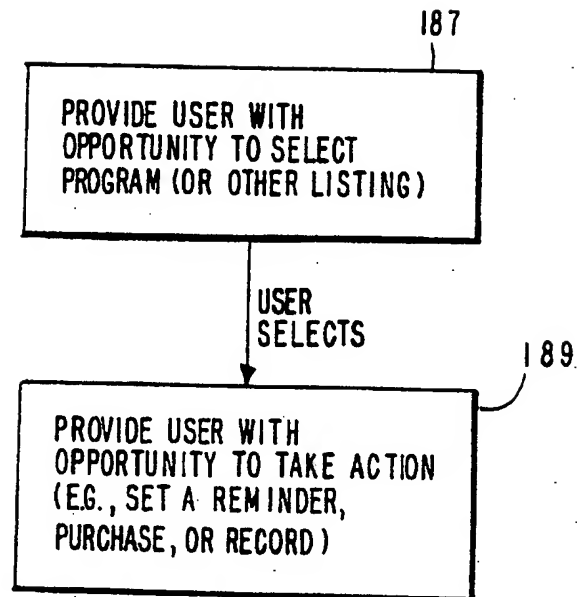 187
PROVIDE USER WITH
OPPORTUNITY TO SELECT
PROGRAM (OR OTHER LISTING)
USER
SELECTS
189
PROVIDE USER WITH
OPPORTUNITY TO TAKE ACTION
(E.G., SET A REMINDER,
PURCHASE, OR RECORD)